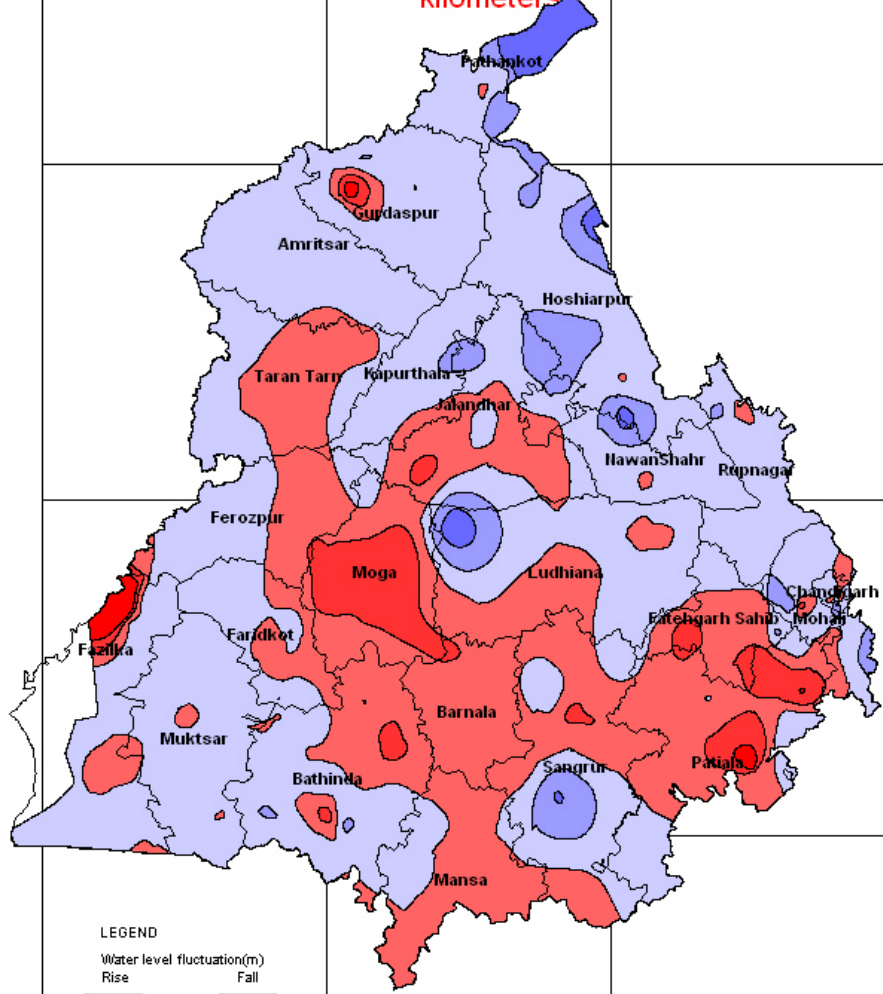 Kilometers
Pathankot
Gurdaspur
Amritsar
Hoshiarpur
Taran Tarn
Kapurthala
Jalandhar
NawanShahr
Rupnagar
Ferozpur
Moga
Ludhiana
Chandigarh
Fatehgarh Sahib
Mohali
Faridkot
Fazilka
Barnala
Muktsar
Patiala
Sangrur
Bathinda
Mansa
LEGEND
Water level fluctuation(m)
Rise Fall